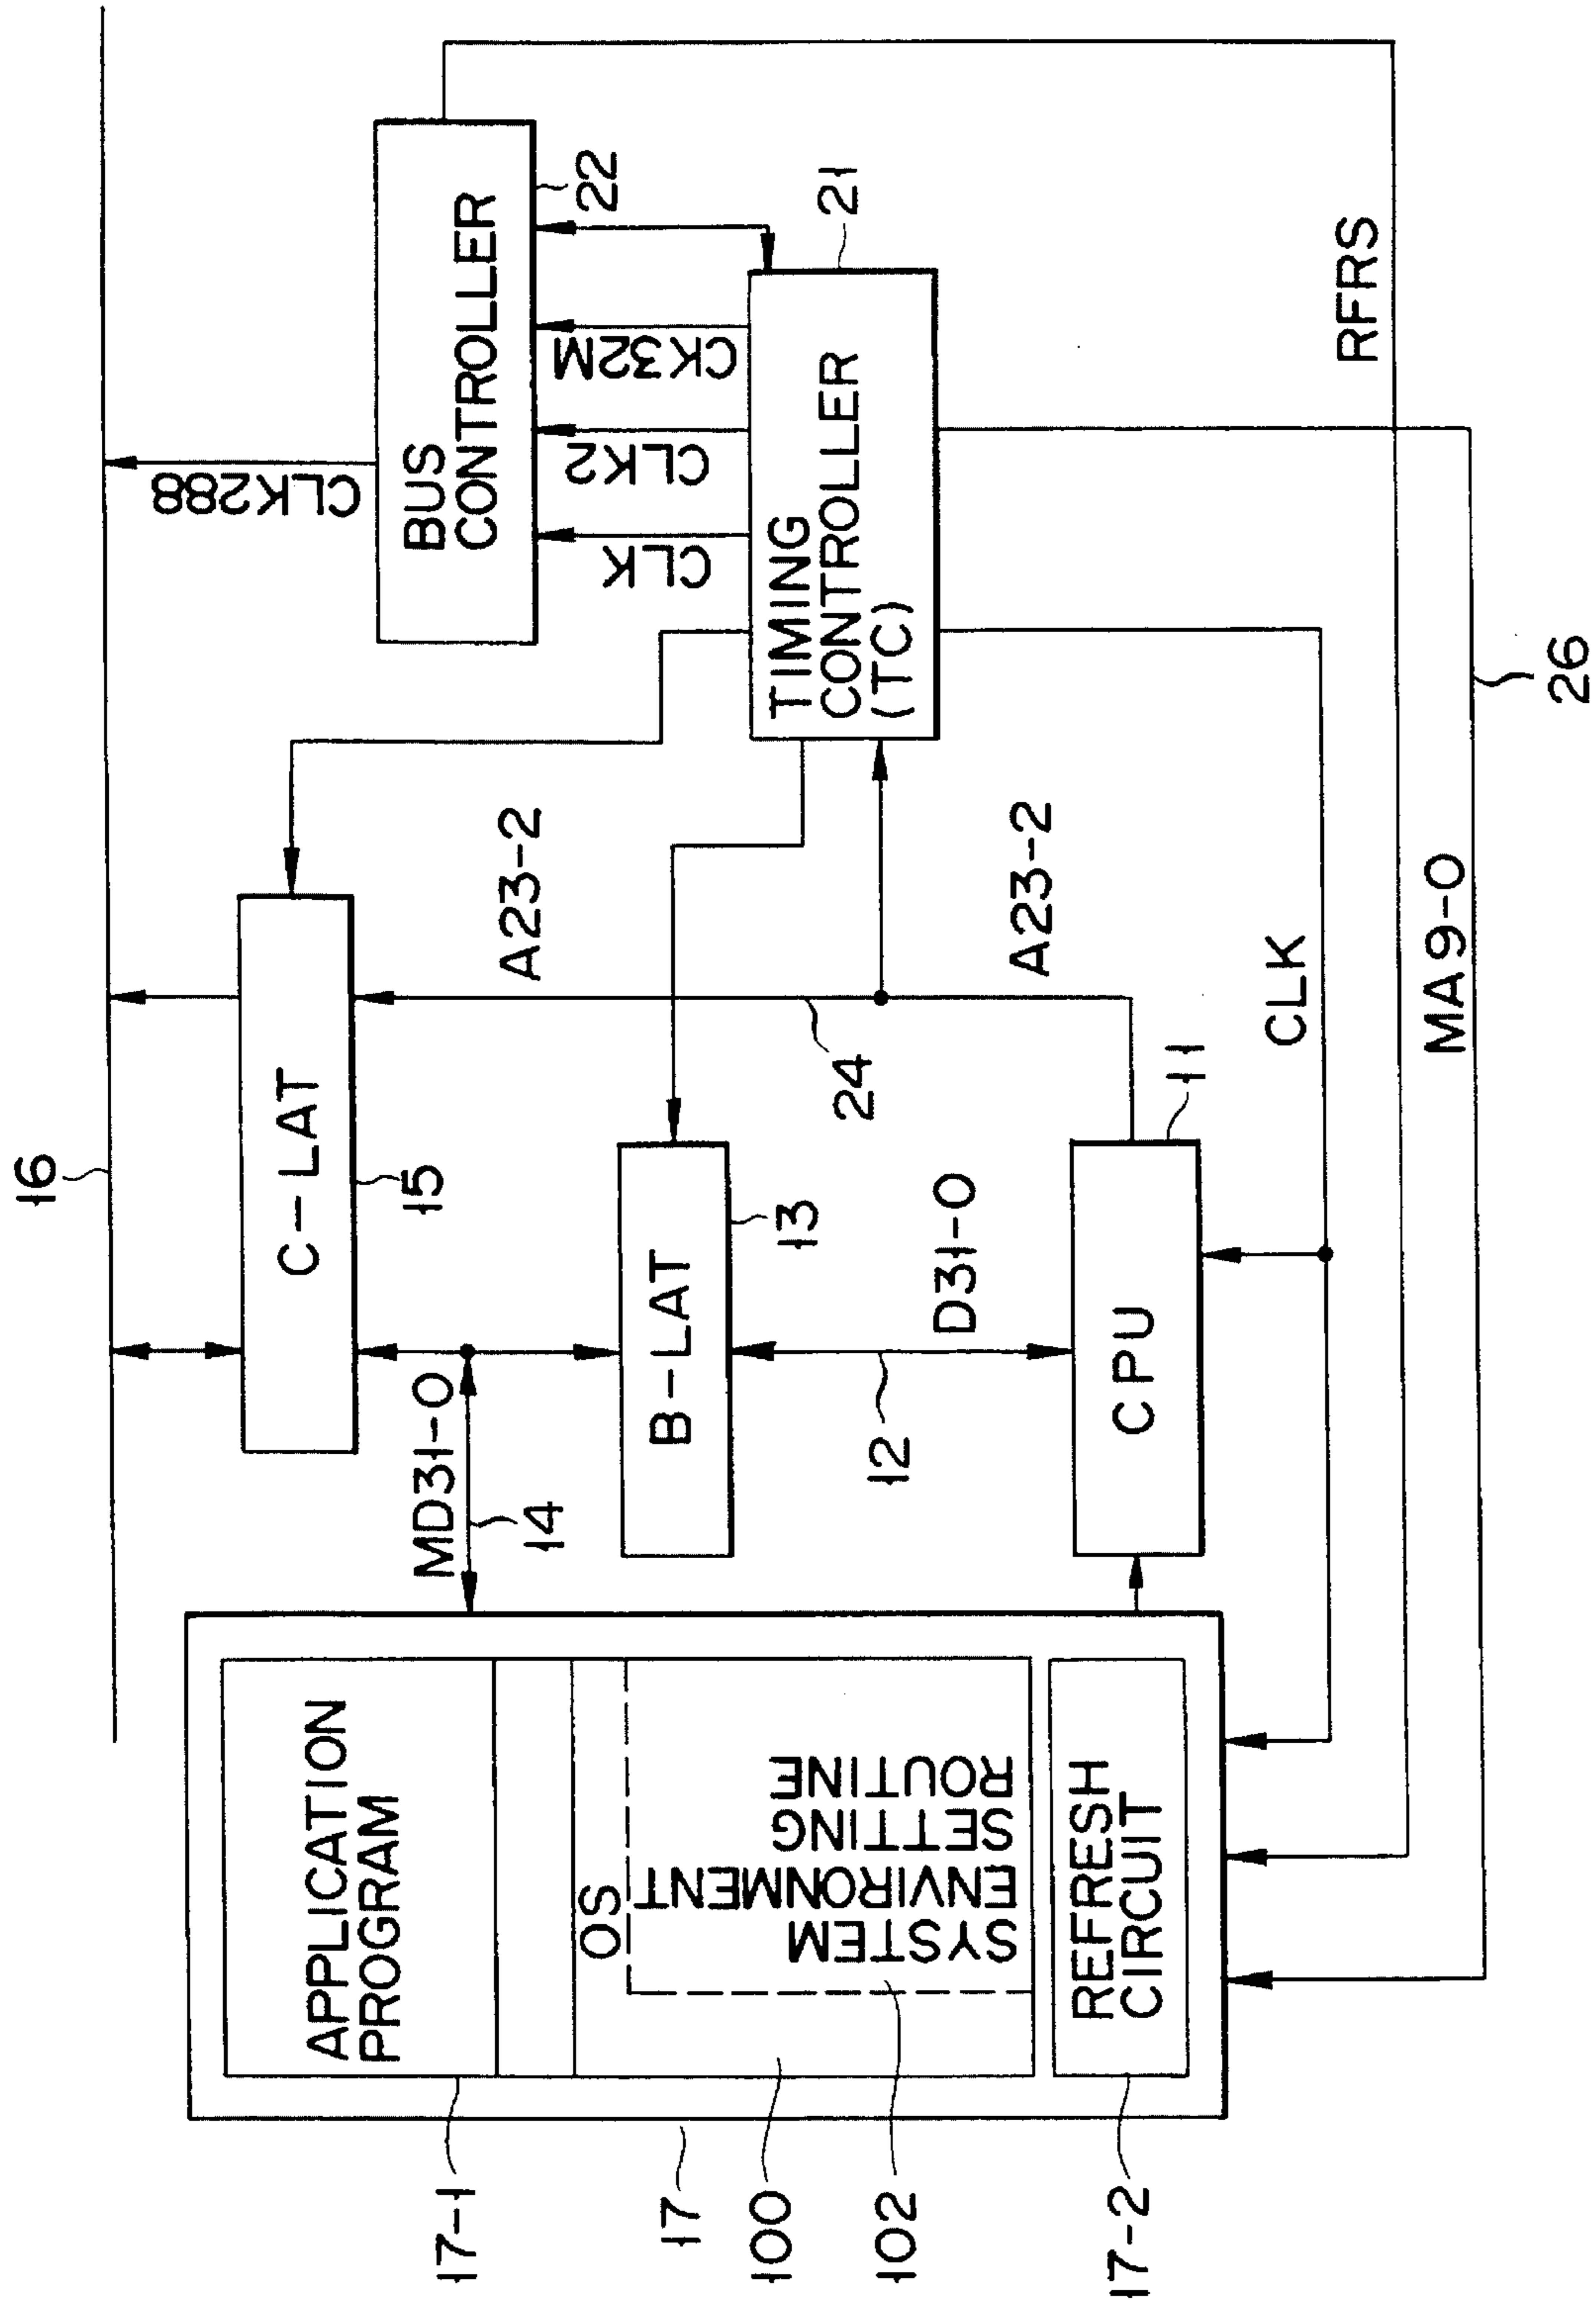 16
CLK288
BUS
CONTROLLER
22
CLK
CLK2
CK32M
21
TIMING
CONTROLLER
(TC)
C-LAT
15
A23-2
A23-2
24
B-LAT
13
D31-0
12
MD31-0
14
CPU
11
CLK
RFRS
MA9-0
26
APPLICATION
PROGRAM
OS
SYSTEM
ENVIRONMENT
SETTING
ROUTINE
REFRESH
CIRCUIT
17-1
17
100
102
17-2